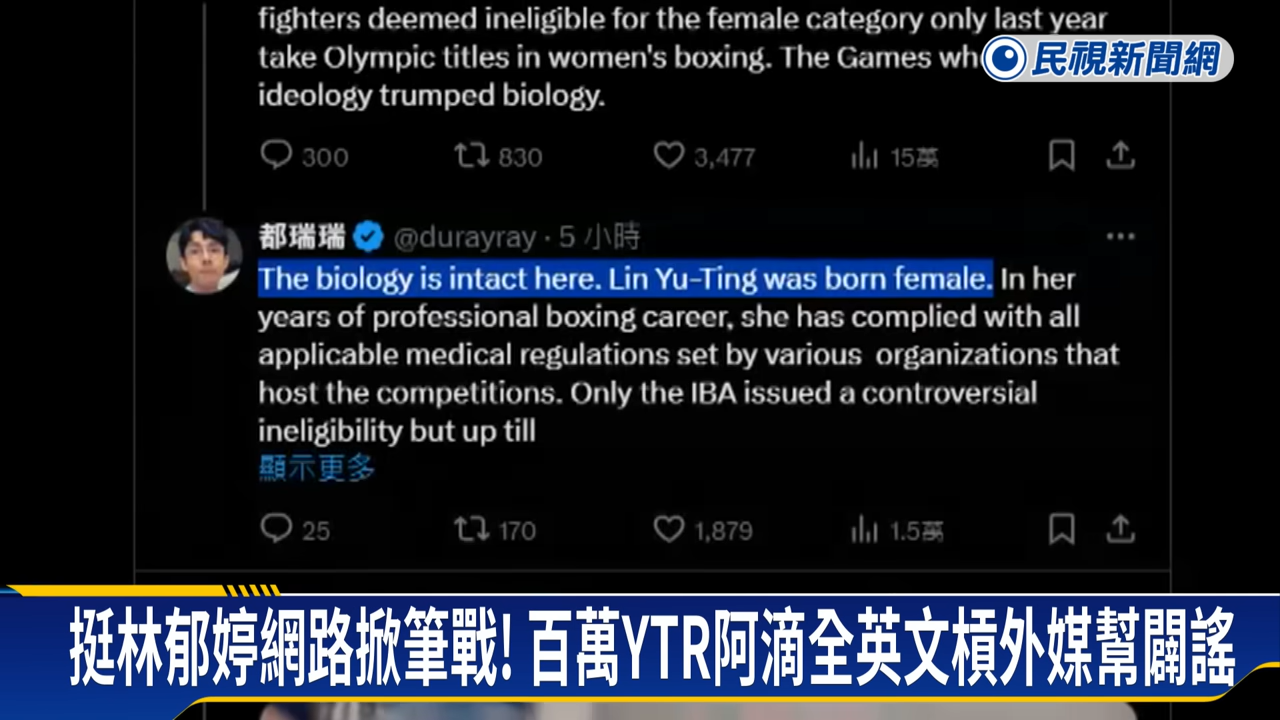 fighters deemed ineligible for the female category only last year
take Olympic titles in women's boxing. The Games wh
民視新聞網
ideology trumped biology.
300 830 3,477 15萬
都瑞瑞 @durayray · 5 小時
The biology is intact here. Lin Yu-Ting was born female. In her
years of professional boxing career, she has complied with all
applicable medical regulations set by various organizations that
host the competitions. Only the IBA issued a controversial
ineligibility but up till
顯示更多
25 170 1,879 1.5萬
挺林郁婷網路掀筆戰! 百萬YTR阿滴全英文槓外媒幫闢謠